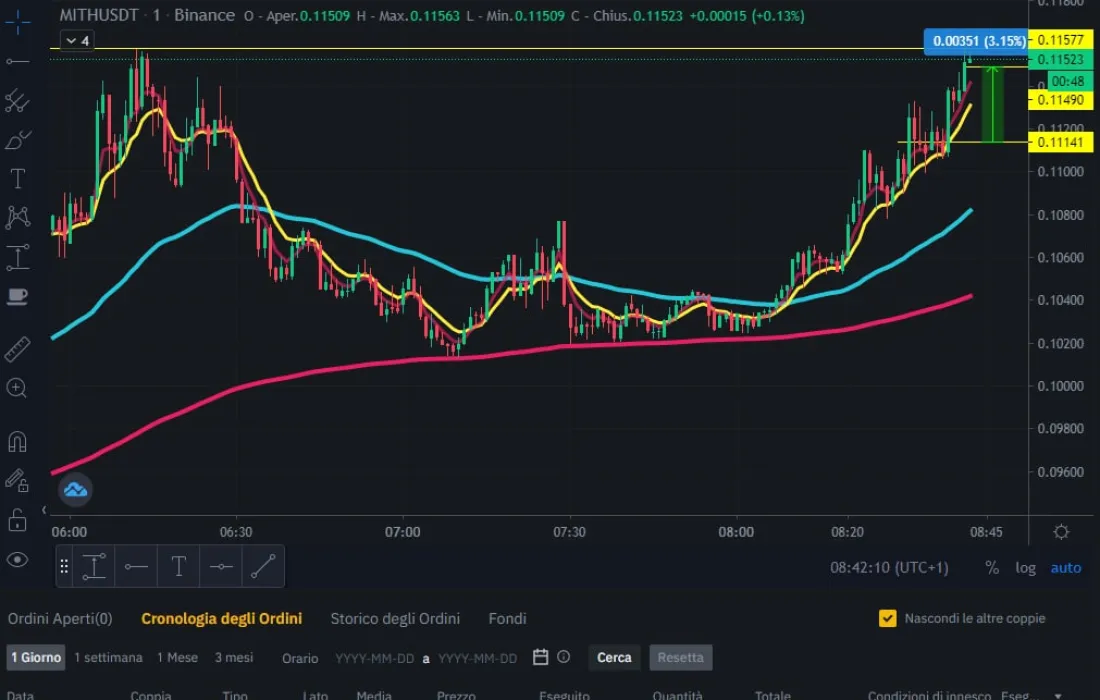 MITHUSDT · 1 · Binance O - Aper.0.11509 H - Max.0.11563 L - Min.0.11509 C - Chius.0.11523 +0.00015 (+0.13%)
4
0.00351 (3.15%)
0.11800
0.11577
0.11523
00:48
0.11490
0.11200
0.11141
0.11000
0.10800
0.10600
0.10400
0.10200
0.10000
0.09800
0.09600
06:00 06:30 07:00 07:30 08:00 08:20 08:45
08:42:10 (UTC+1) % log auto
Ordini Aperti(0) Cronologia degli Ordini Storico degli Ordini Fondi Nascondi le altre coppie
1 Giorno 1 settimana 1 Mese 3 mesi Orario YYYY-MM-DD a YYYY-MM-DD Cerca Resetta
Data Coppia Tipo Lato Media Prezzo Eseguito Quantità Totale Condizioni di innesco Eseg...